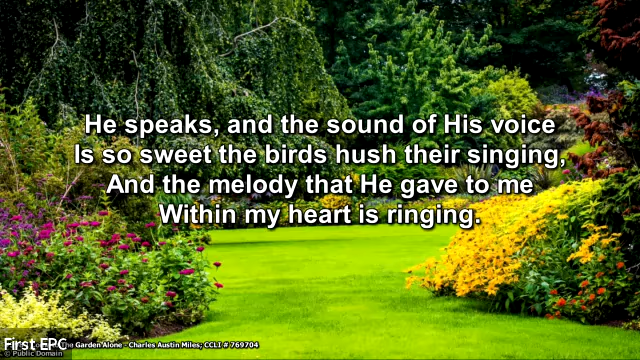 He speaks, and the sound of His voice
Is so sweet the birds hush their singing,
And the melody that He gave to me
Within my heart is ringing.
First EPC
The Garden Alone - Charles Austin Miles; CCLI # 769704
© Public Domain